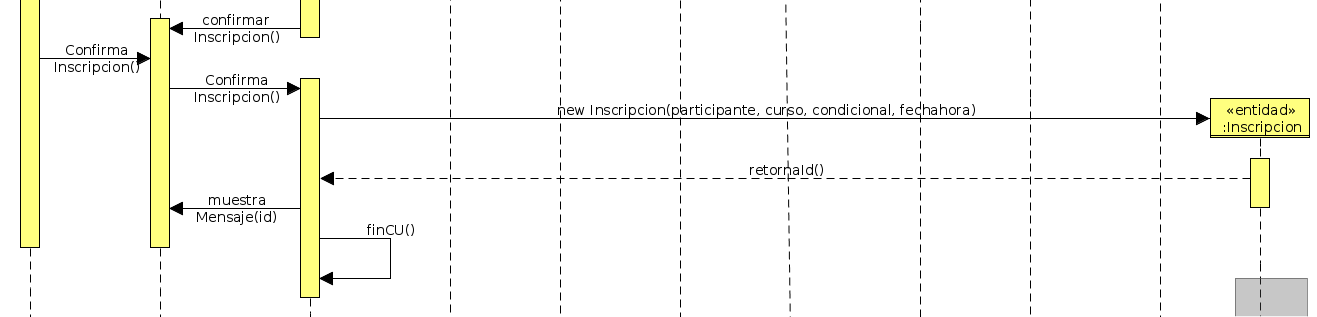 confirmar
Inscripcion()
Confirma
Inscripcion()
Confirma
Inscripcion()
new Inscripcion(participante, curso, condicional, fechahora)
«entidad»
:Inscripcion
retornaId()
muestra
Mensaje(id)
finCU()